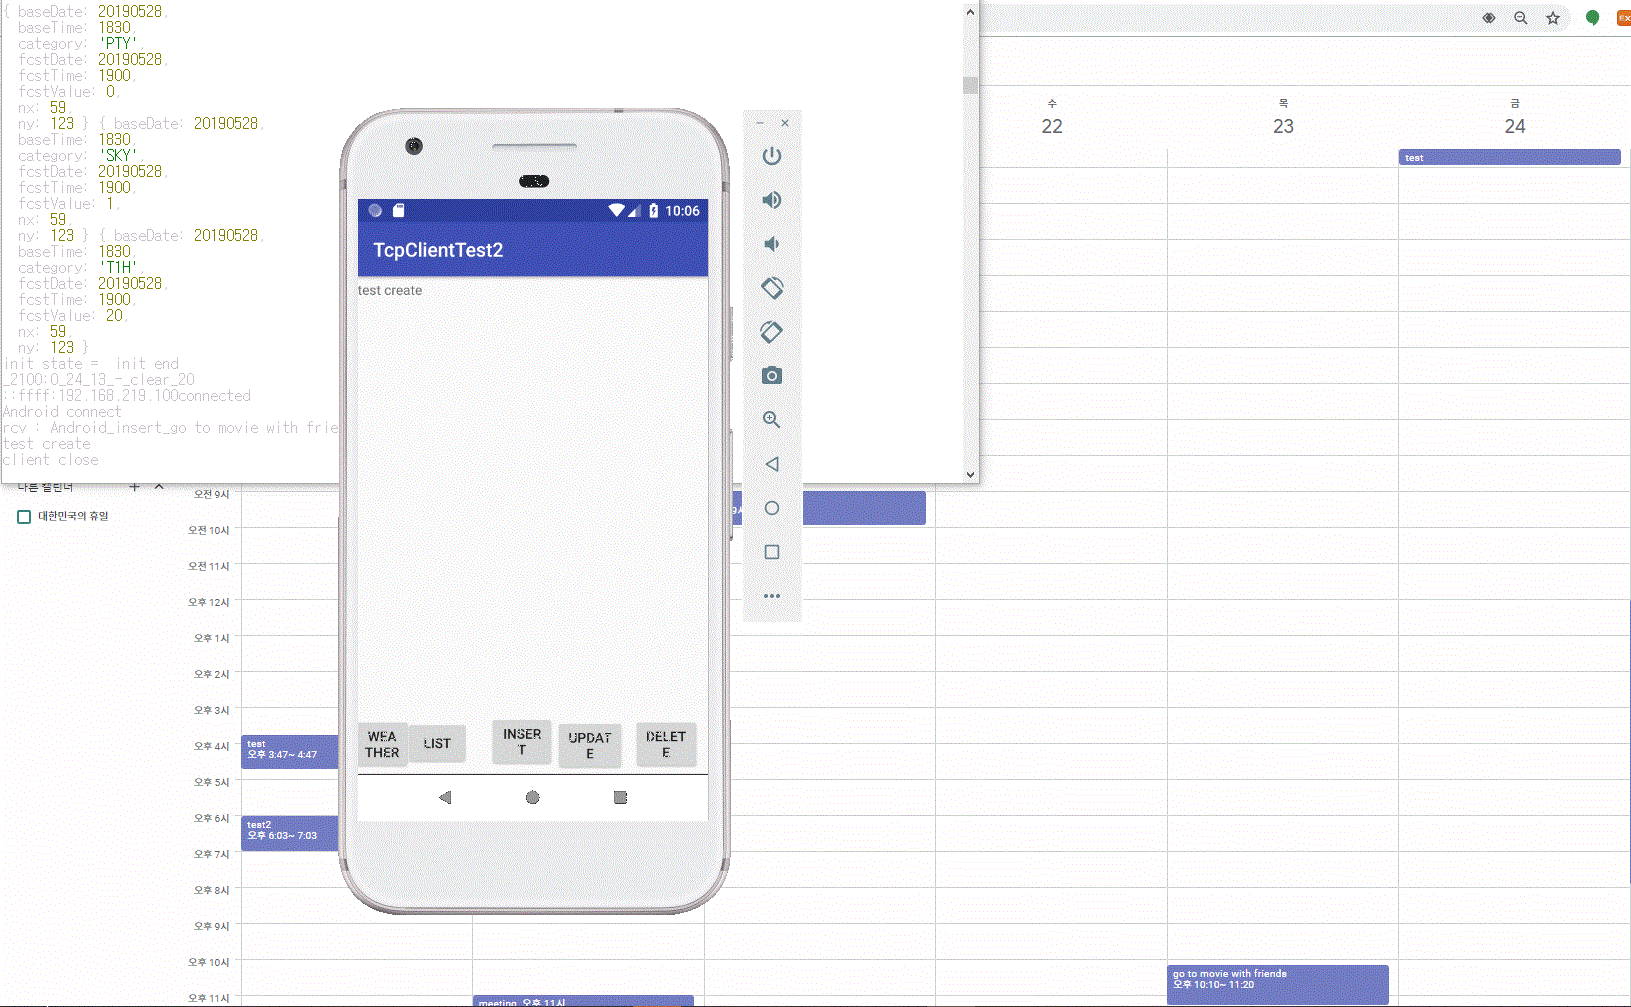 { baseDate: 20190528,
baseTime: 1830,
category: 'PTY',
fcstDate: 20190528,
fcstTime: 1900,
fcstValue: 0,
nx: 59,
ny: 123 } { baseDate: 20190528,
baseTime: 1830,
category: 'SKY',
fcstDate: 20190528,
fcstTime: 1900,
fcstValue: 1,
nx: 59,
ny: 123 } { baseDate: 20190528,
baseTime: 1830,
category: 'T1H',
fcstDate: 20190528,
fcstTime: 1900,
fcstValue: 20,
nx: 59,
ny: 123 }
init state =  init end
_2100:0_24_13_-_clear_20
::ffff:192.168.219.100connected
Android connect
rcv : Android_insert_go to movie with frie
test create
client close
10:06
TcpClientTest2
test create
WEA
THER
LIST
INSER
T
UPDAT
E
DELET
E
수
22
목
23
금
24
test
다른 캘린더
대한민국의 휴일
오전 9시
오전 10시
오전 11시
오후 12시
오후 1시
오후 2시
오후 3시
오후 4시
오후 5시
오후 6시
오후 7시
오후 8시
오후 9시
오후 10시
오후 11시
test
오후 3:47~ 4:47
test2
오후 6:03~ 7:03
meeting, 오후 11시
go to movie with friends
오후 10:10~ 11:20